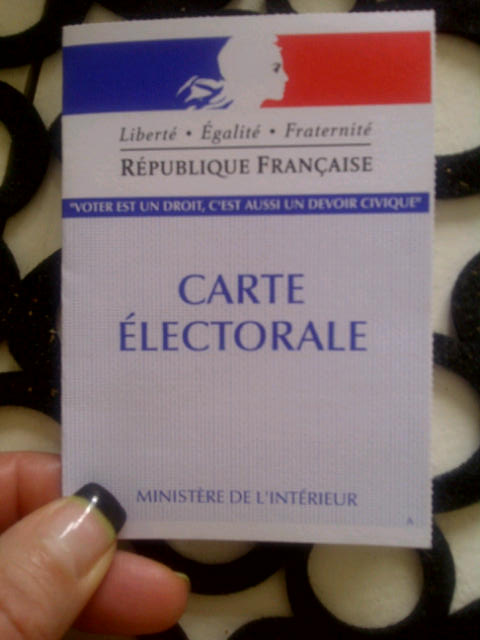 Liberté • Égalité • Fraternité
RÉPUBLIQUE FRANÇAISE
"VOTER EST UN DROIT, C'EST AUSSI UN DEVOIR CIVIQUE"
CARTE
ÉLECTORALE
MINISTÈRE DE L'INTÉRIEUR
A